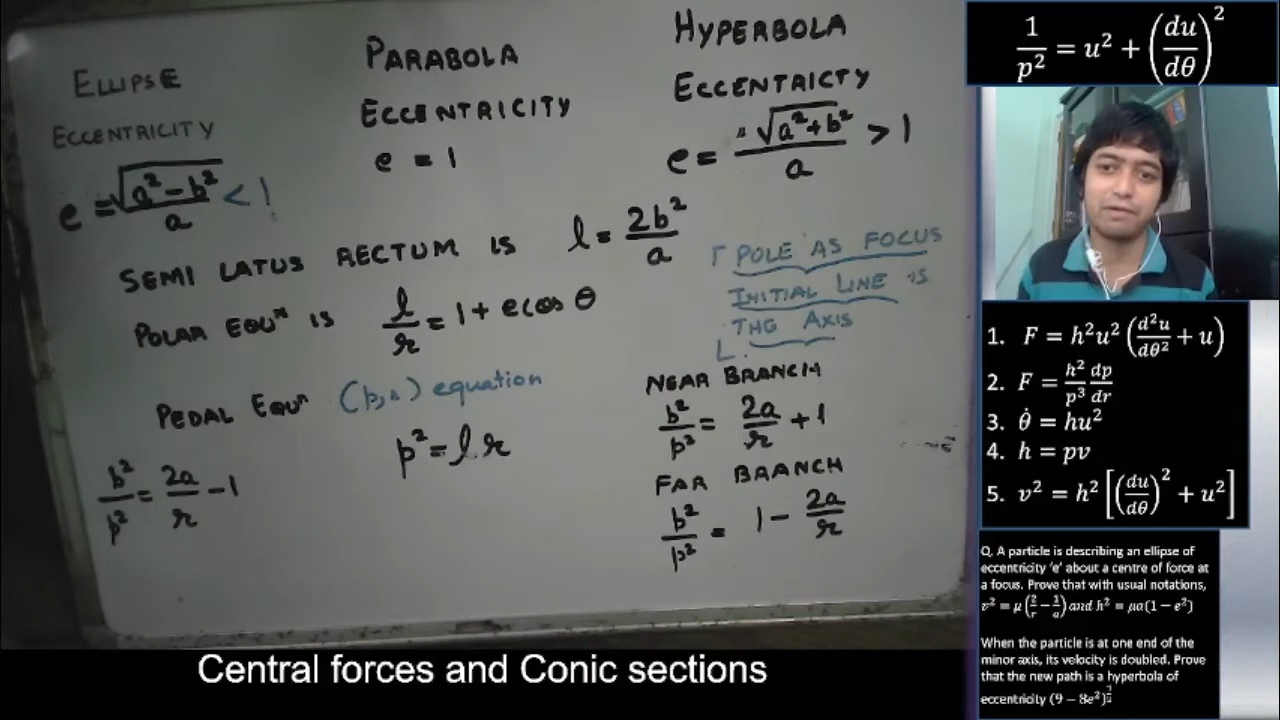 ELLIPSE
ECCENTRICITY
e = √(a² − b²)/a < 1
PARABOLA
ECCENTRICITY
e = 1
HYPERBOLA
ECCENTRICTY
e = √(a² + b²)/a > 1
SEMI LATUS RECTUM IS l = 2b²/a
POLAR EQUⁿ IS l/r = 1 + e cos θ
POLE AS FOCUS
INITIAL LINE IS
THE AXIS
PEDAL EQUⁿ (p,r) equation
b²/p² = 2a/r − 1
p² = l.r
NEAR BRANCH
b²/p² = 2a/r + 1
FAR BRANCH
b²/p² = 1 − 2a/r
1/p² = u² + (du/dθ)²
1. F = h²u² (d²u/dθ² + u)
2. F = h²/p³ dp/dr
3. θ̇ = hu²
4. h = pv
5. v² = h² [(du/dθ)² + u²]
Q. A particle is describing an ellipse of
eccentricity 'e' about a centre of force at
a focus. Prove that with usual notations,
v² = μ(2/r − 1/a) and h² = μa(1 − e²)
When the particle is at one end of the
minor axis, its velocity is doubled. Prove
that the new path is a hyperbola of
eccentricity (9 − 8e²)^½
Central forces and Conic sections